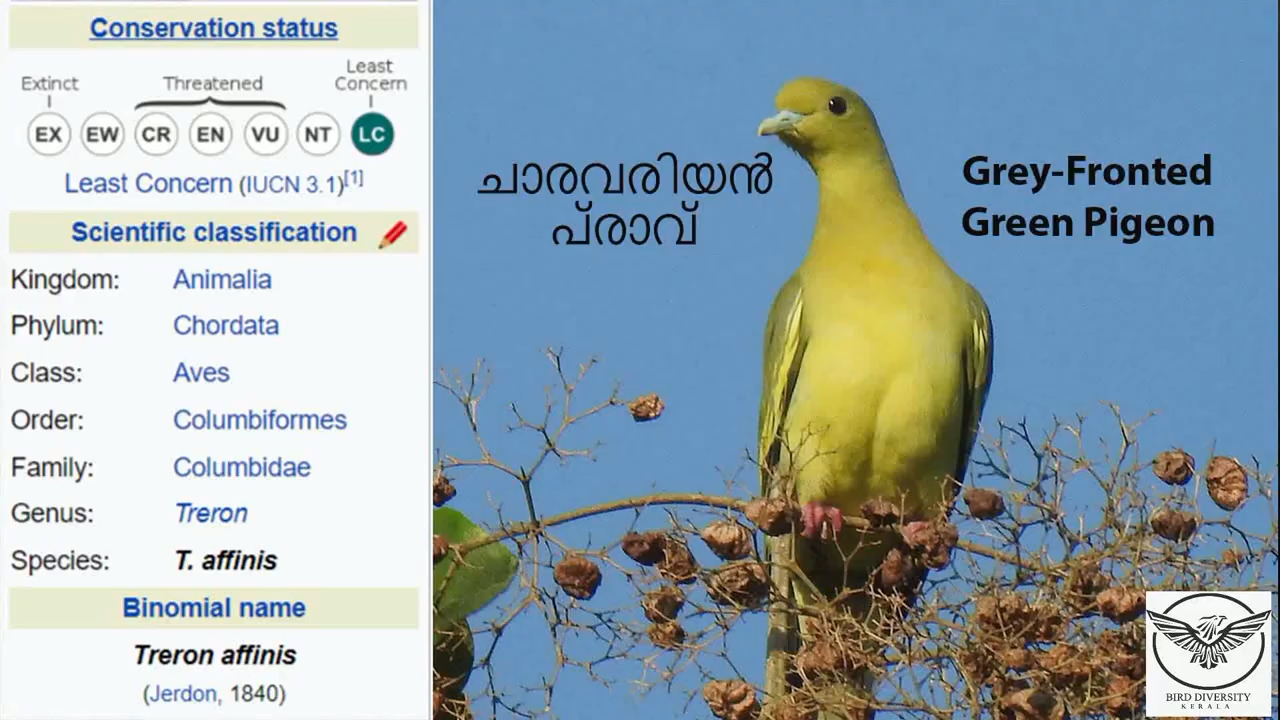 Conservation status
Extinct
Threatened
Least
Concern
EX EW CR EN VU NT LC
Least Concern (IUCN 3.1)[1]
Scientific classification
Kingdom: Animalia
Phylum: Chordata
Class: Aves
Order: Columbiformes
Family: Columbidae
Genus: Treron
Species: T. affinis
Binomial name
Treron affinis
(Jerdon, 1840)
ചാരവരിയൻ
പ്രാവ്
Grey-Fronted
Green Pigeon
BIRD DIVERSITY
KERALA